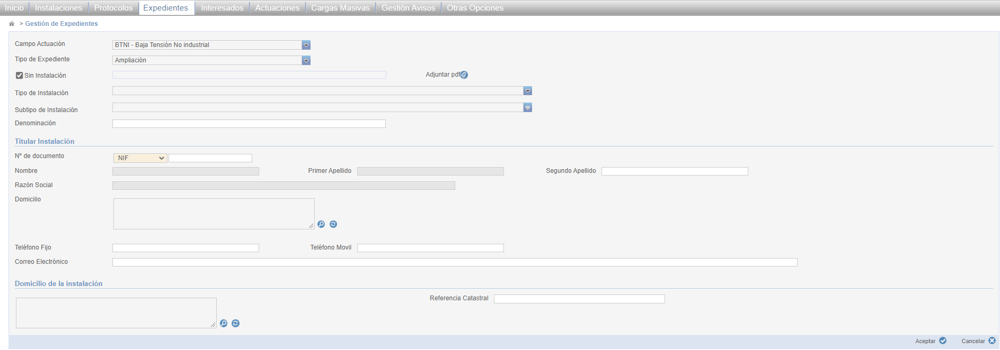 Inicio Instalaciones Protocolos Expedientes Interesados Actuaciones Cargas Masivas Gestión Avisos Otras Opciones
> Gestión de Expedientes
Campo Actuación BTNI - Baja Tensión No industrial
Tipo de Expediente Ampliación
Sin Instalación Adjuntar pdf
Tipo de Instalación
Subtipo de Instalación
Denominación
Titular Instalación
Nº de documento NIF
Nombre Primer Apellido Segundo Apellido
Razón Social
Domicilio
Teléfono Fijo Teléfono Movil
Correo Electrónico
Domicilio de la instalación
Referencia Catastral
Aceptar Cancelar